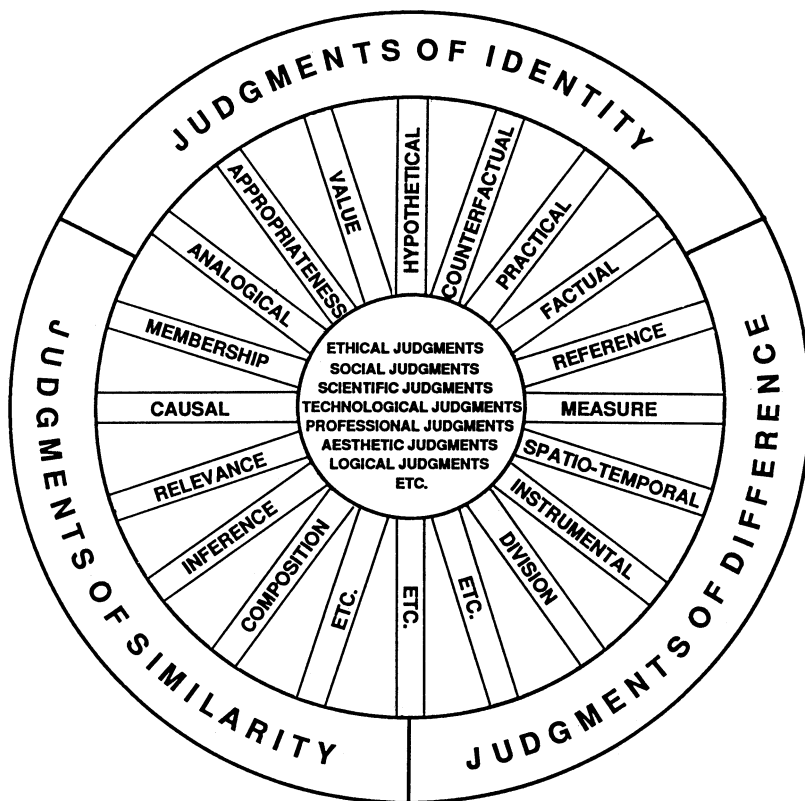 JUDGMENTS OF IDENTITY
JUDGMENTS OF DIFFERENCE
JUDGMENTS OF SIMILARITY
HYPOTHETICAL
COUNTERFACTUAL
PRACTICAL
FACTUAL
REFERENCE
MEASURE
SPATIO-TEMPORAL
INSTRUMENTAL
DIVISION
ETC.
ETC.
ETC.
COMPOSITION
INFERENCE
RELEVANCE
CAUSAL
MEMBERSHIP
ANALOGICAL
APPROPRIATENESS
VALUE
ETHICAL JUDGMENTS
SOCIAL JUDGMENTS
SCIENTIFIC JUDGMENTS
TECHNOLOGICAL JUDGMENTS
PROFESSIONAL JUDGMENTS
AESTHETIC JUDGMENTS
LOGICAL JUDGMENTS
ETC.